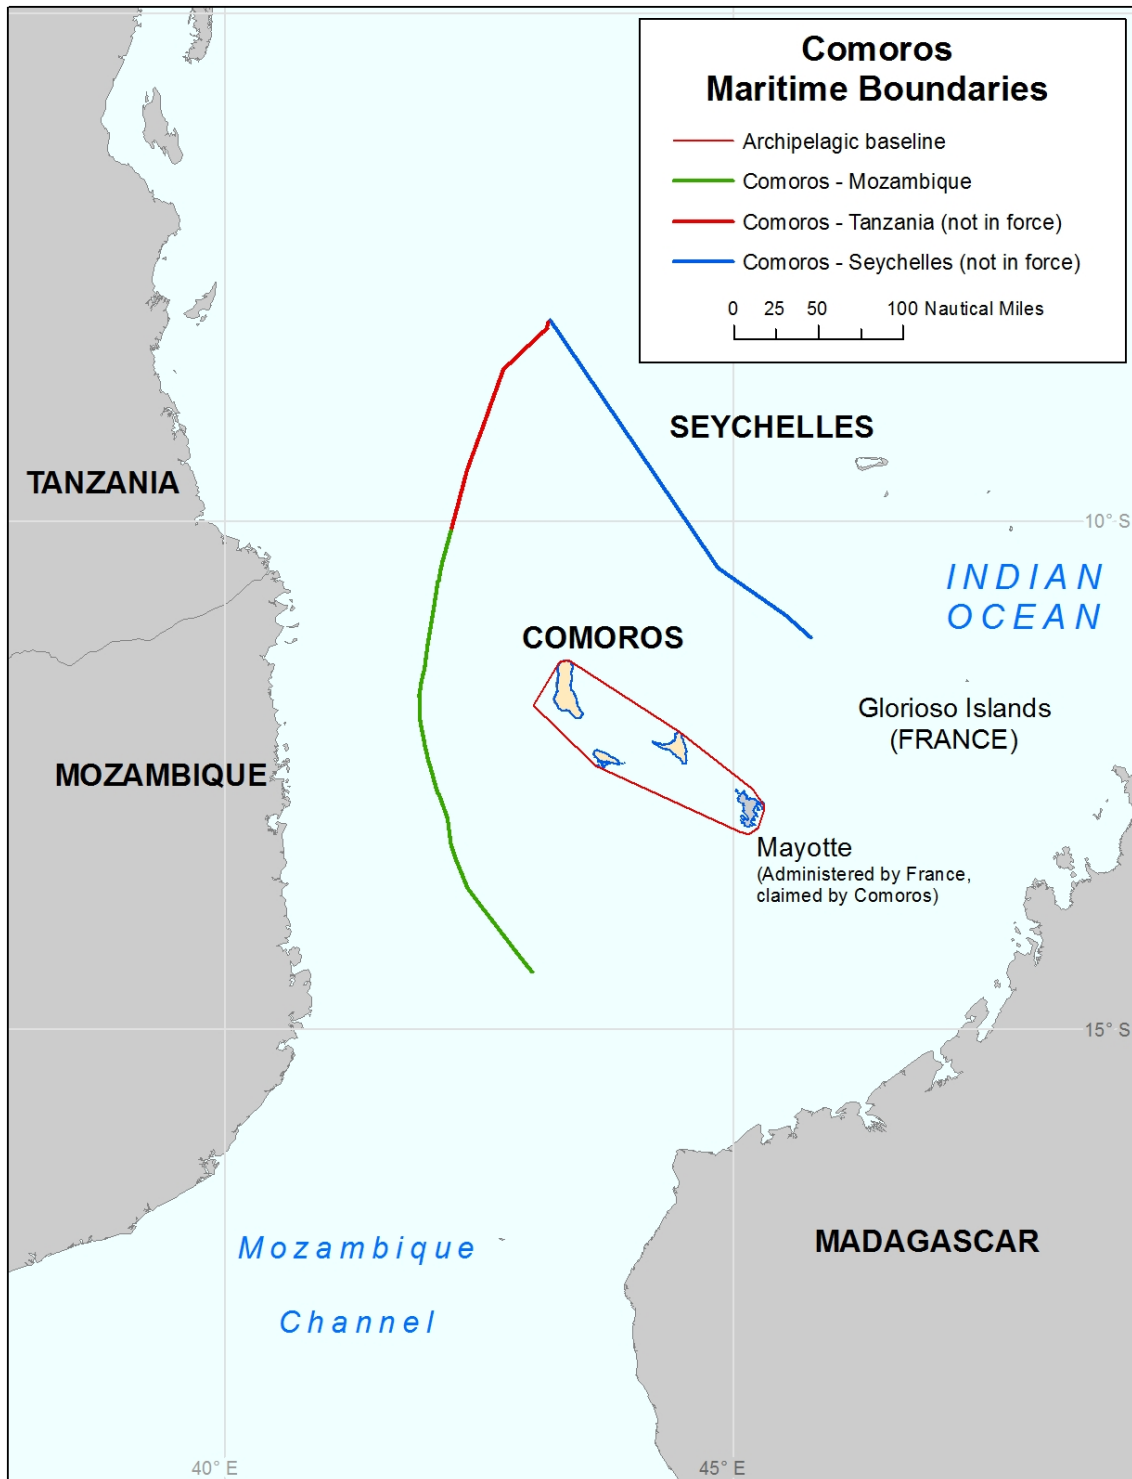 Comoros
Maritime Boundaries
Archipelagic baseline
Comoros - Mozambique
Comoros - Tanzania (not in force)
Comoros - Seychelles (not in force)
0 25 50 100 Nautical Miles
SEYCHELLES
TANZANIA
10° S
INDIAN
OCEAN
COMOROS
Glorioso Islands
(FRANCE)
MOZAMBIQUE
Mayotte
(Administered by France,
claimed by Comoros)
15° S
MADAGASCAR
Mozambique
Channel
40° E
45° E